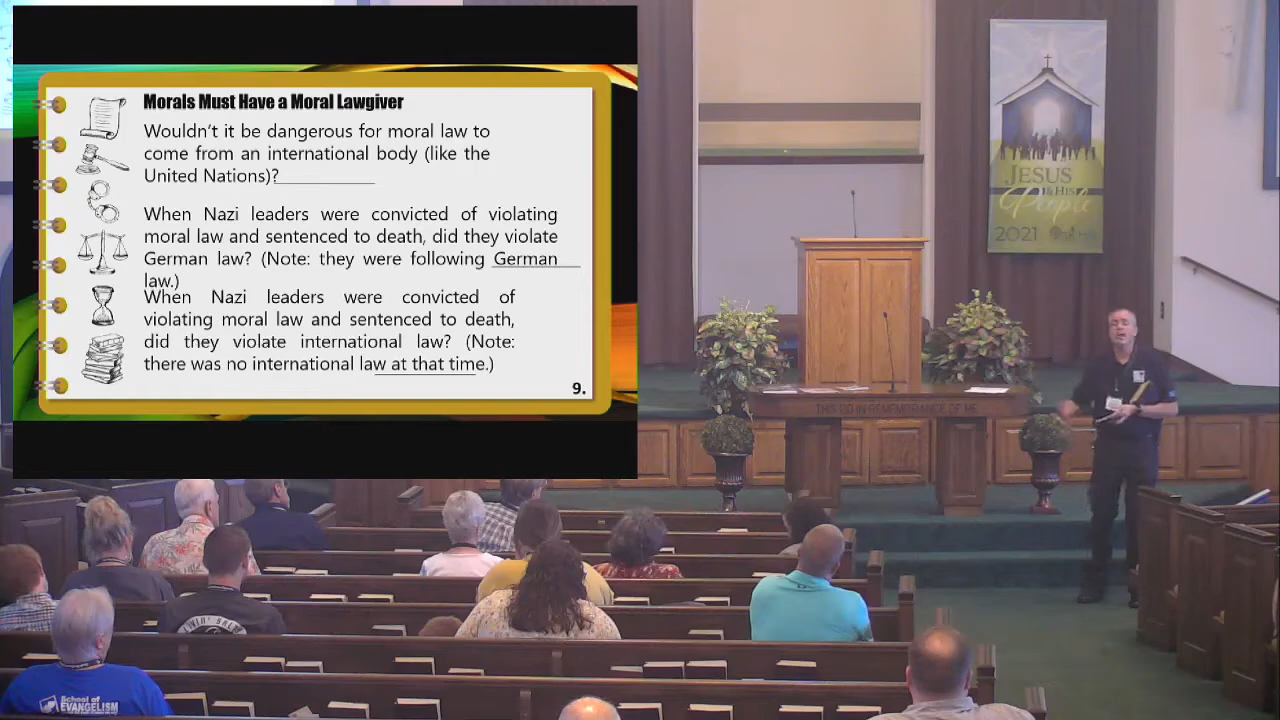 Morals Must Have a Moral Lawgiver
Wouldn't it be dangerous for moral law to
come from an international body (like the
United Nations)?
When Nazi leaders were convicted of violating
moral law and sentenced to death, did they violate
German law? (Note: they were following German
law.)
When Nazi leaders were convicted of
violating moral law and sentenced to death,
did they violate international law? (Note:
there was no international law at that time.)
9.
JESUS
& HIS
People
2021
THIS DO IN REMEMBRANCE OF ME
School of
EVANGELISM